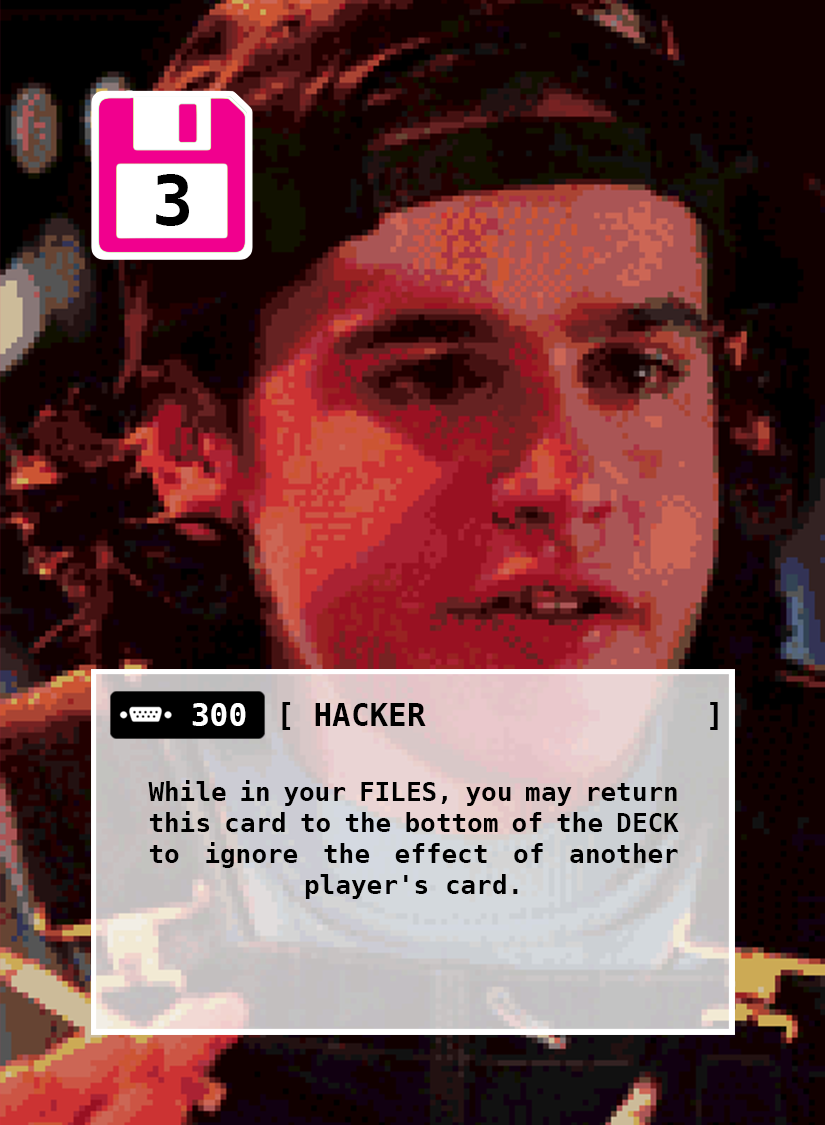 3
300 [ HACKER ]
While in your FILES, you may return
this card to the bottom of the DECK
to ignore the effect of another
player's card.